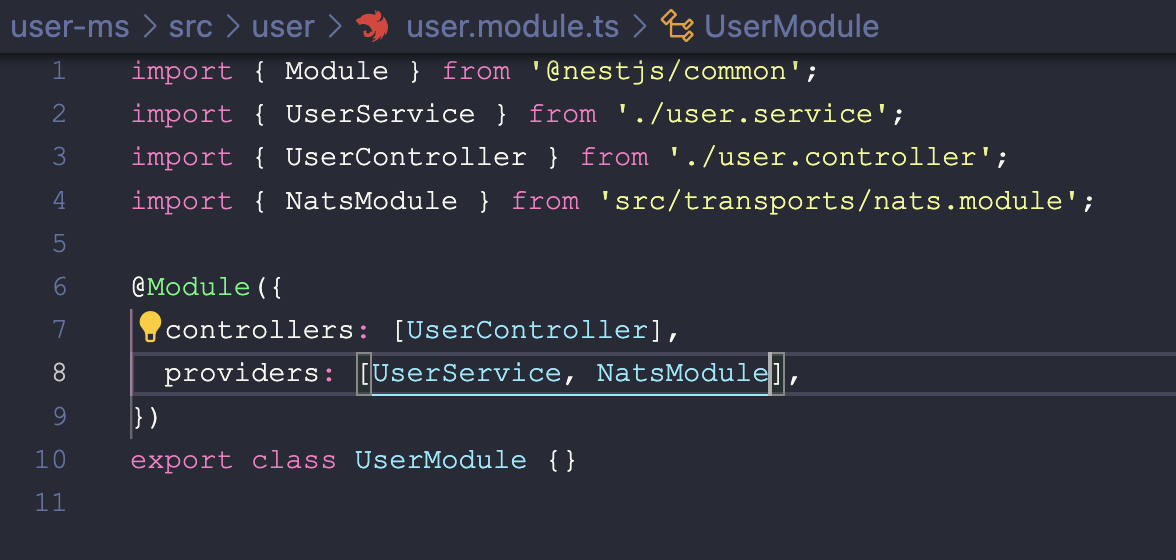 user-ms > src > user > user.module.ts > UserModule
1 import { Module } from '@nestjs/common';
2 import { UserService } from './user.service';
3 import { UserController } from './user.controller';
4 import { NatsModule } from 'src/transports/nats.module';
5
6 @Module({
7   controllers: [UserController],
8   providers: [UserService, NatsModule],
9 })
10 export class UserModule {}
11